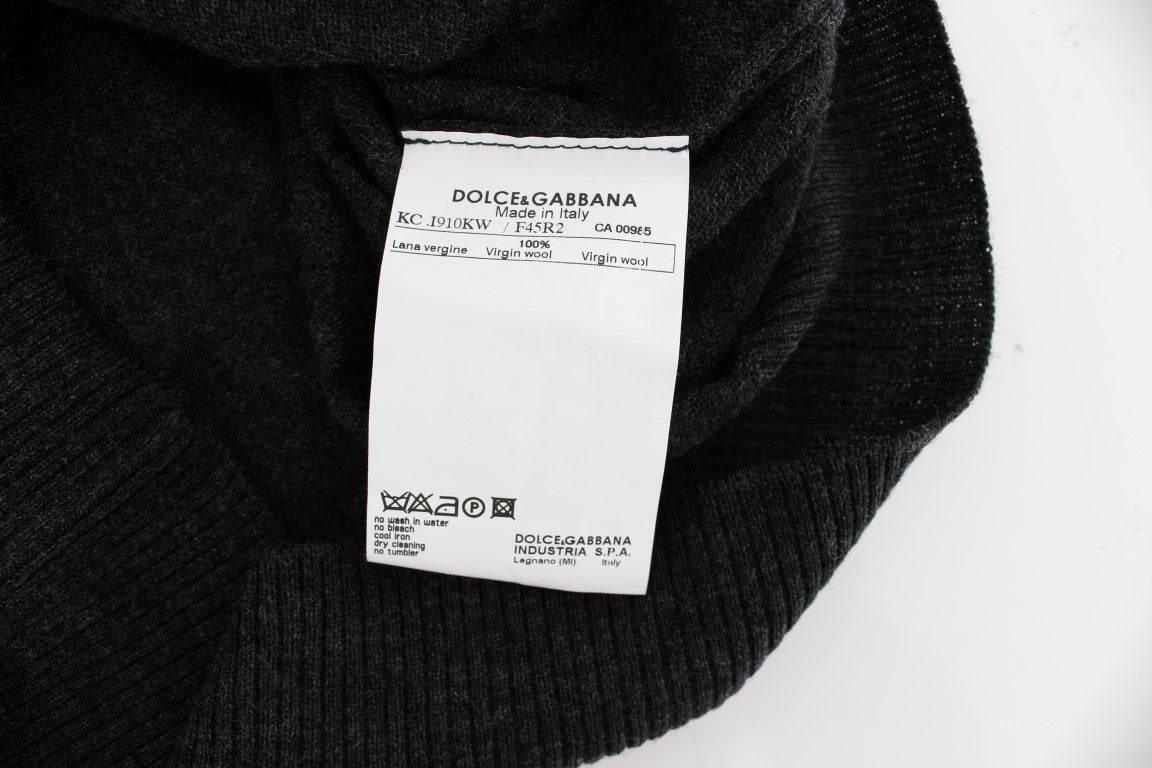 DOLCE&GABBANA
Made in Italy
KC .I910KW / F45R2 CA 00985
100%
Lana vergine Virgin wool Virgin wool
P
no wash in water
no bleach
cool iron
dry cleaning
no tumbler
DOLCE&GABBANA
INDUSTRIA S.P.A.
Legnano (MI) Italy